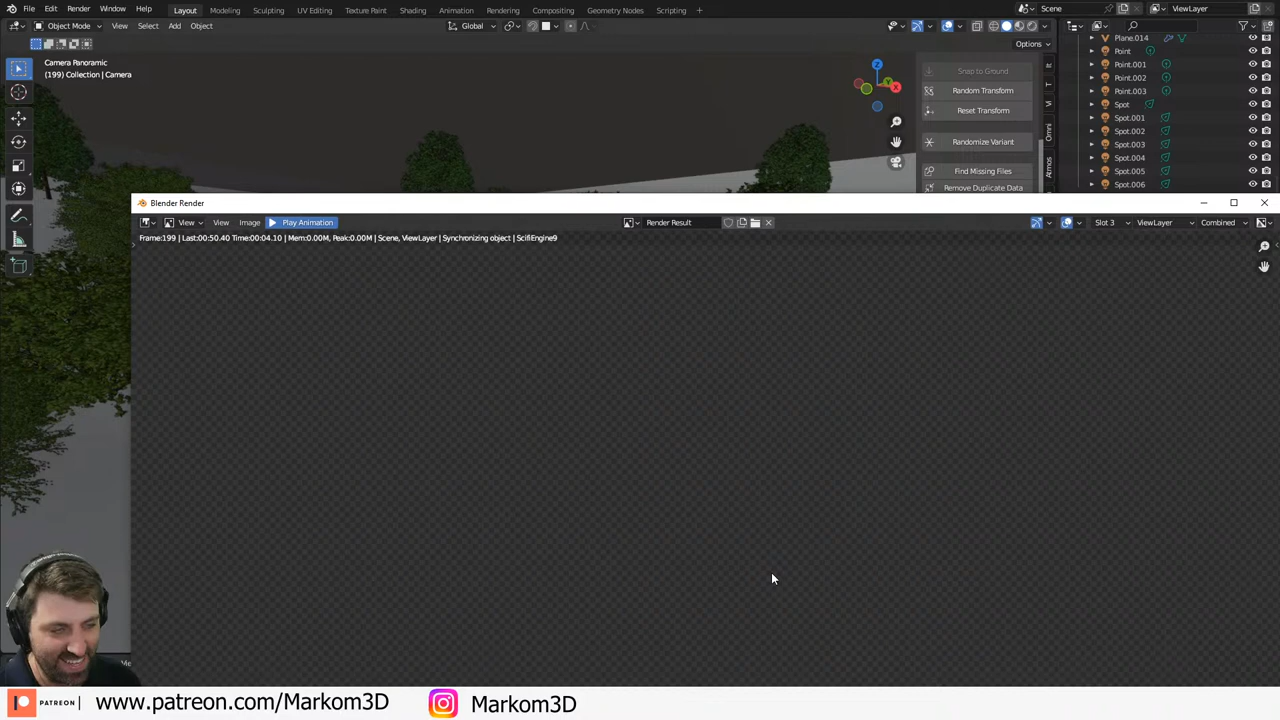 File Edit Render Window Help Layout Modeling Sculpting UV Editing Texture Paint Shading Animation Compositing Rendering Geometry Nodes Scripting Scene ViewLayer
Object Mode View Select Add Object Global
Options
Camera Panoramic
(199) Collection | Camera
Z
Y
X
Snap to Ground
Random Transform
Reset Transform
Randomize Variant
Find Missing Files
Remove Duplicate Data
Omni
Atmos
Plane.014
Point
Point.001
Point.002
Point.003
Spot
Spot.001
Spot.002
Spot.003
Spot.004
Spot.005
Spot.006
Blender Render
View View Image Play Animation Render Result Slot 3 ViewLayer Combined
Frame:199 | Last:00:50.40 Time:00:04.10 | Mem:0.00M, Peak:0.00M | Scene, ViewLayer | Synchronizing object | ScifiEngine9
PATREON | www.patreon.com/Markom3D Markom3D